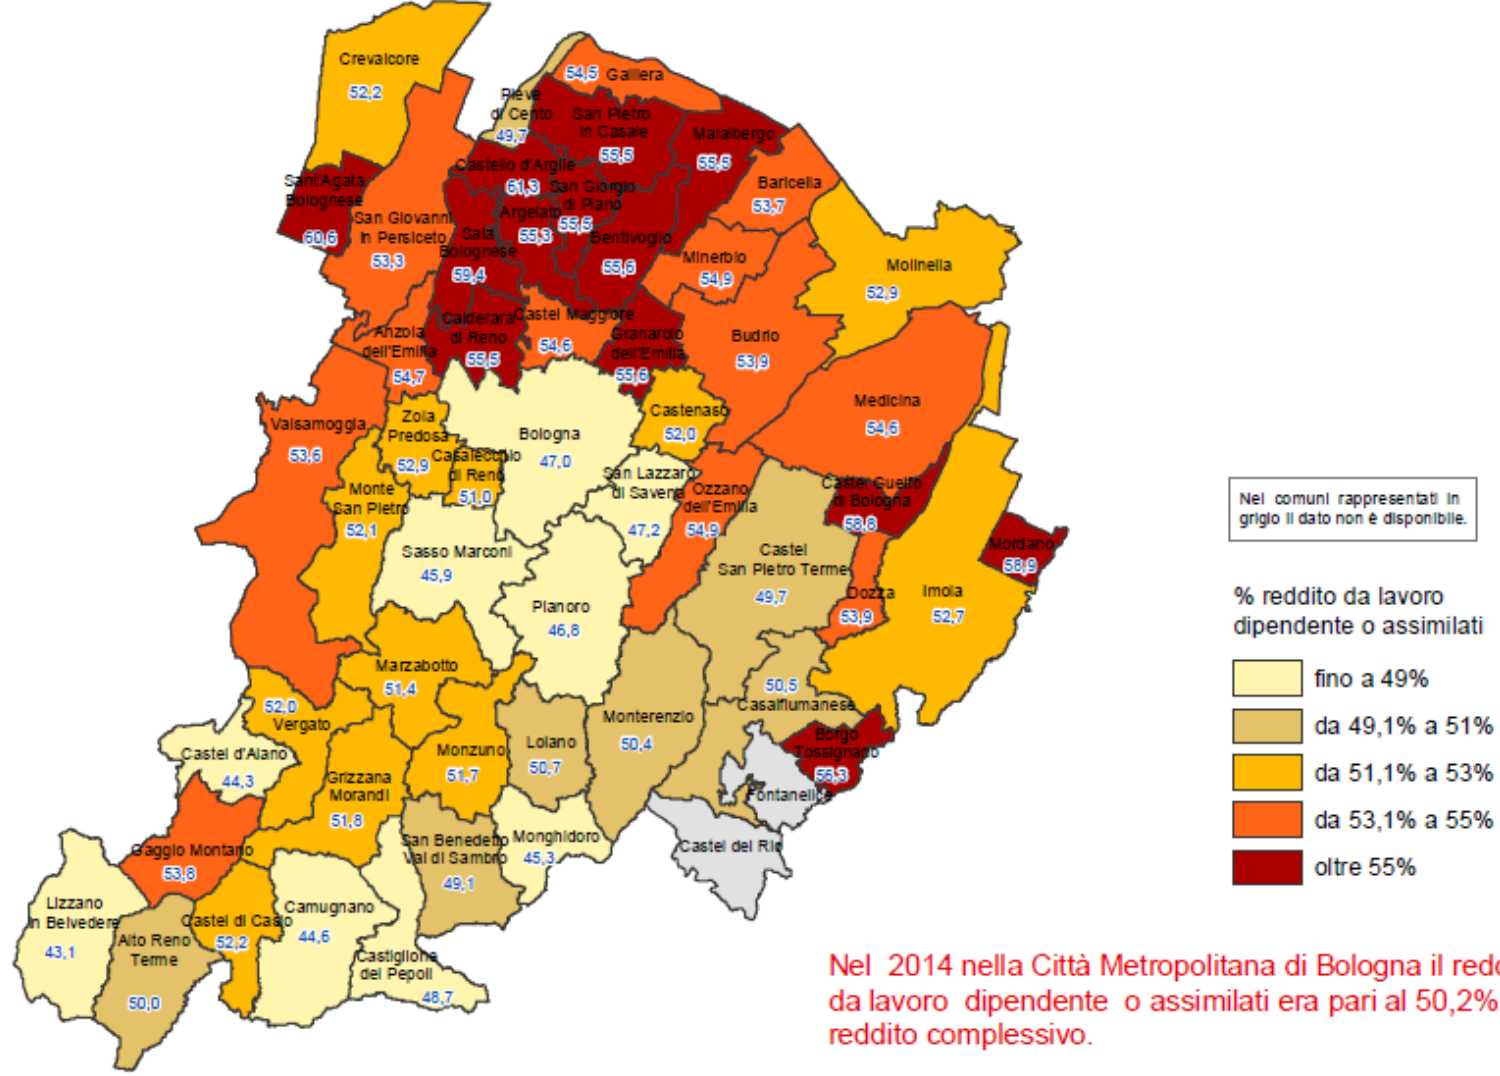 Crevalcore
52,2
54,5 Galliera
Pieve
di Cento
49,7
San Pietro
in Casale
55,5
Malalbergo
55,5
Castello d'Argile
61,3
San Giorgio
di Piano
55,5
Baricella
53,7
Sant'Agata
Bolognese
60,6
San Giovanni
in Persiceto
53,3
Sala
Bolognese
59,4
Argelato
55,3
Bentivoglio
55,6
Minerbio
54,9
Molinella
52,9
Anzola
dell'Emilia
54,7
Calderara
di Reno
55,5
Castel Maggiore
54,6
Granarolo
dell'Emilia
55,6
Budrio
53,9
Valsamoggia
53,6
Zola
Predosa
52,9
Casalecchio
di Reno
51,0
Bologna
47,0
Castenaso
52,0
Medicina
54,6
Monte
San Pietro
52,1
San Lazzaro
di Savena
47,2
Ozzano
dell'Emilia
54,9
Castel Guelfo
di Bologna
58,8
Mordano
58,9
Sasso Marconi
45,9
Castel
San Pietro Terme
49,7
Pianoro
46,8
Dozza
53,9
Imola
52,7
Marzabotto
51,4
50,5
Casalfiumanese
52,0
Vergato
Monterenzio
50,4
Castel d'Aiano
44,3
Monzuno
51,7
Loiano
50,7
Borgo
Tossignano
56,3
Grizzana
Morandi
51,8
Fontanelice
Gaggio Montano
53,8
San Benedetto
Val di Sambro
49,1
Monghidoro
45,3
Castel del Rio
Lizzano
in Belvedere
43,1
Alto Reno
Terme
50,0
Castel di Casio
52,2
Camugnano
44,6
Castiglione
dei Pepoli
48,7
Nei comuni rappresentati in
grigio il dato non è disponibile.
% reddito da lavoro
dipendente o assimilati
fino a 49%
da 49,1% a 51%
da 51,1% a 53%
da 53,1% a 55%
oltre 55%
Nel 2014 nella Città Metropolitana di Bologna il
da lavoro dipendente o assimilati era pari al 50,2%
reddito complessivo.